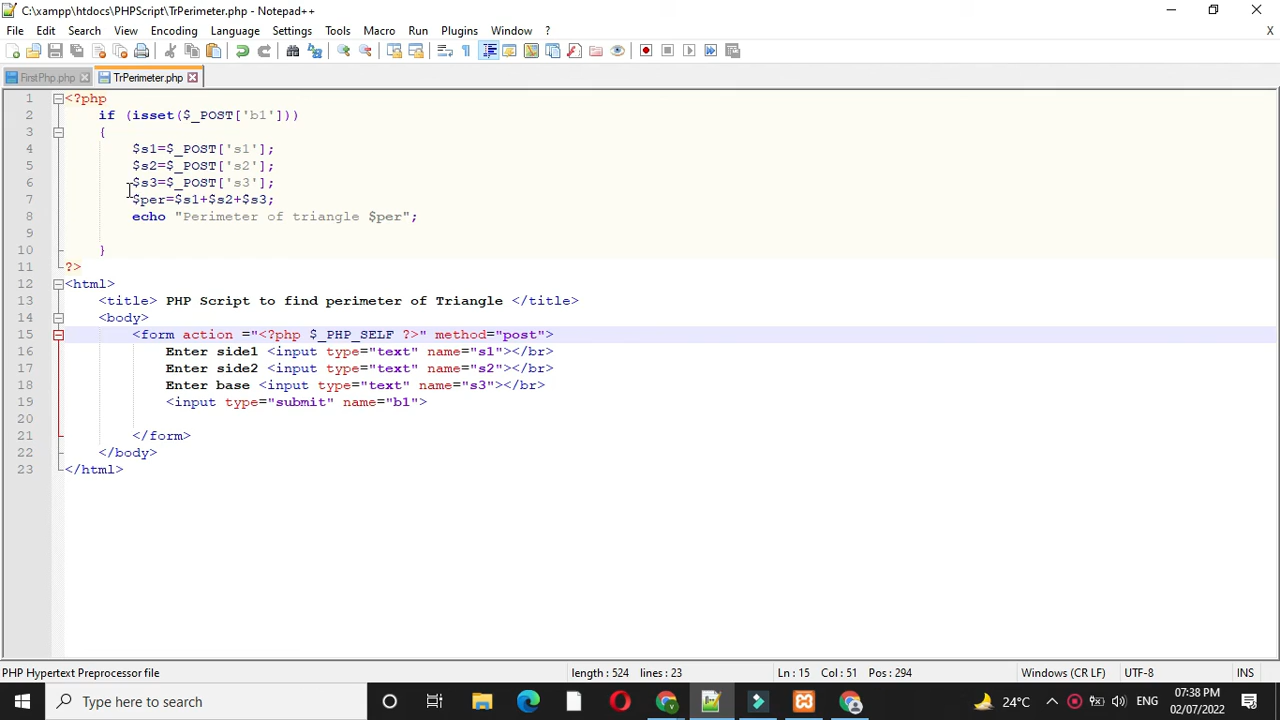 C:\xampp\htdocs\PHPScript\TrPerimeter.php - Notepad++
File Edit Search View Encoding Language Settings Tools Macro Run Plugins Window ? X
FirstPhp.php TrPerimeter.php
1 <?php
2 if (isset($_POST['b1']))
3 {
4 $s1=$_POST['s1'];
5 $s2=$_POST['s2'];
6 $s3=$_POST['s3'];
7 $per=$s1+$s2+$s3;
8 echo "Perimeter of triangle $per";
9
10 }
11 ?>
12 <html>
13 <title> PHP Script to find perimeter of Triangle </title>
14 <body>
15 <form action ="<?php $_PHP_SELF ?>" method="post">
16 Enter side1 <input type="text" name="s1"></br>
17 Enter side2 <input type="text" name="s2"></br>
18 Enter base <input type="text" name="s3"></br>
19 <input type="submit" name="b1">
20
21 </form>
22 </body>
23 </html>
PHP Hypertext Preprocessor file length : 524 lines : 23 Ln : 15 Col : 51 Pos : 294 Windows (CR LF) UTF-8 INS
Type here to search 24°C ENG 07:38 PM
02/07/2022